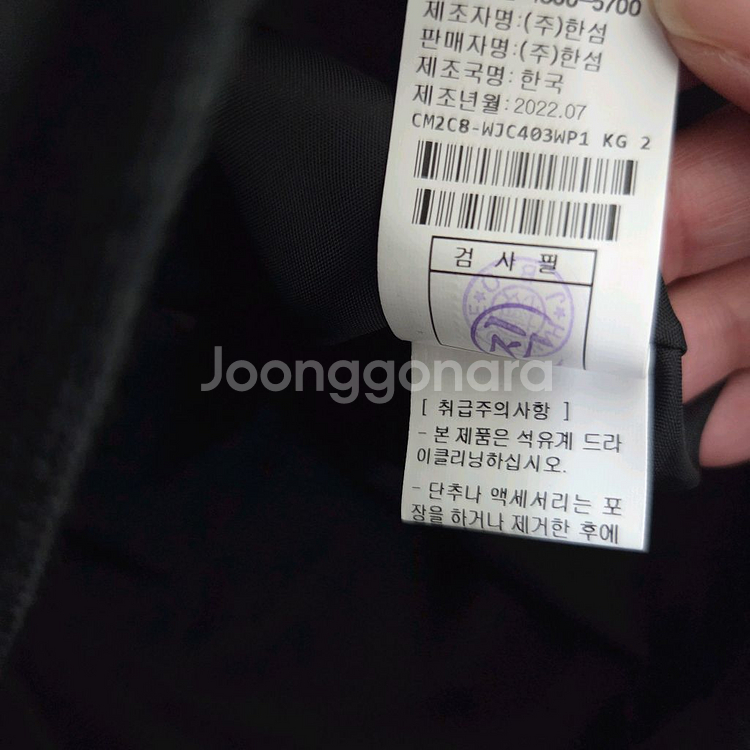 제조자명:(주)한섬
판매자명:(주)한섬
제조국명: 한국
제조년월: 2022.07
CM2C8-WJC403WP1 KG 2
검 사 필
Joonggonara
[ 취급주의사항 ]
- 본 제품은 석유계 드라
이클리닝하십시오.
- 단추나 액세서리는 포
장을 하거나 제거한 후에